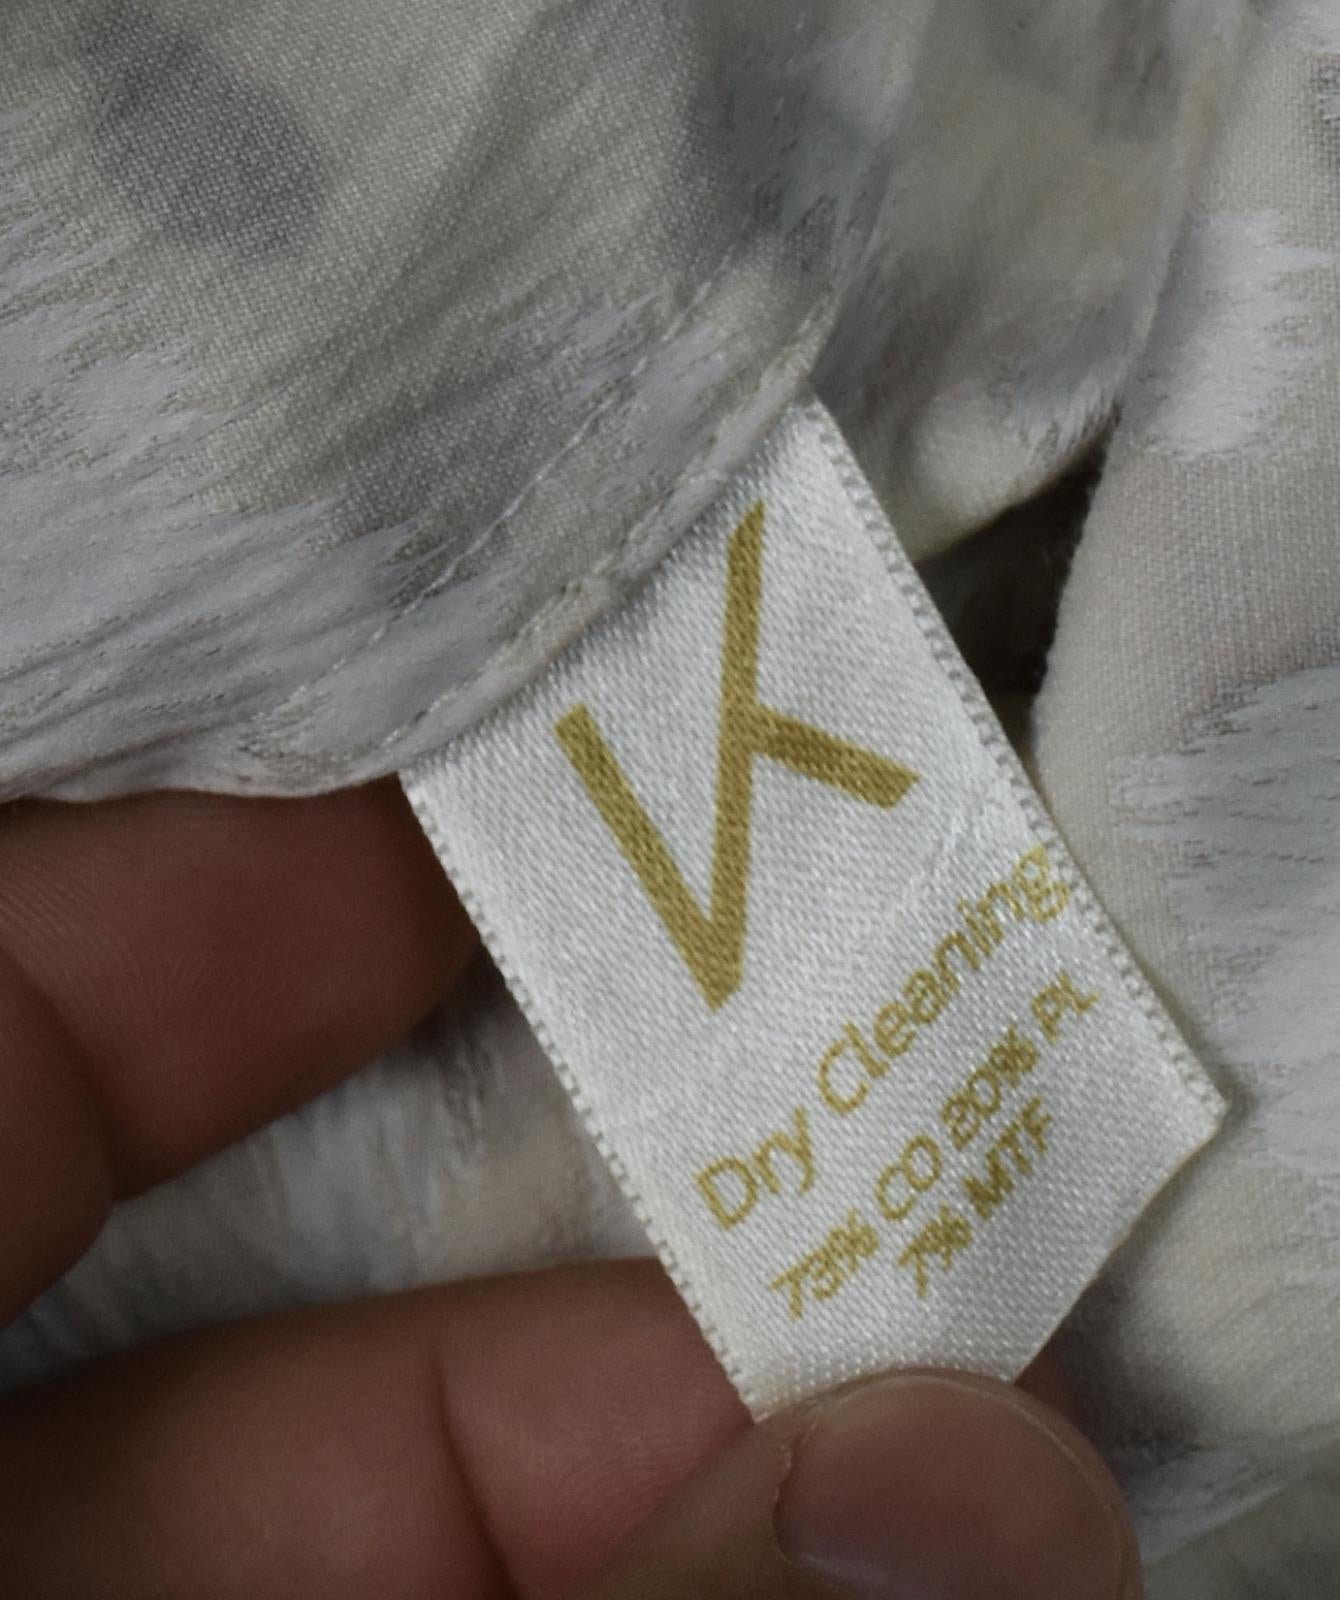 K
Dry Cleaning
73% CO 20% PL
7% MTF